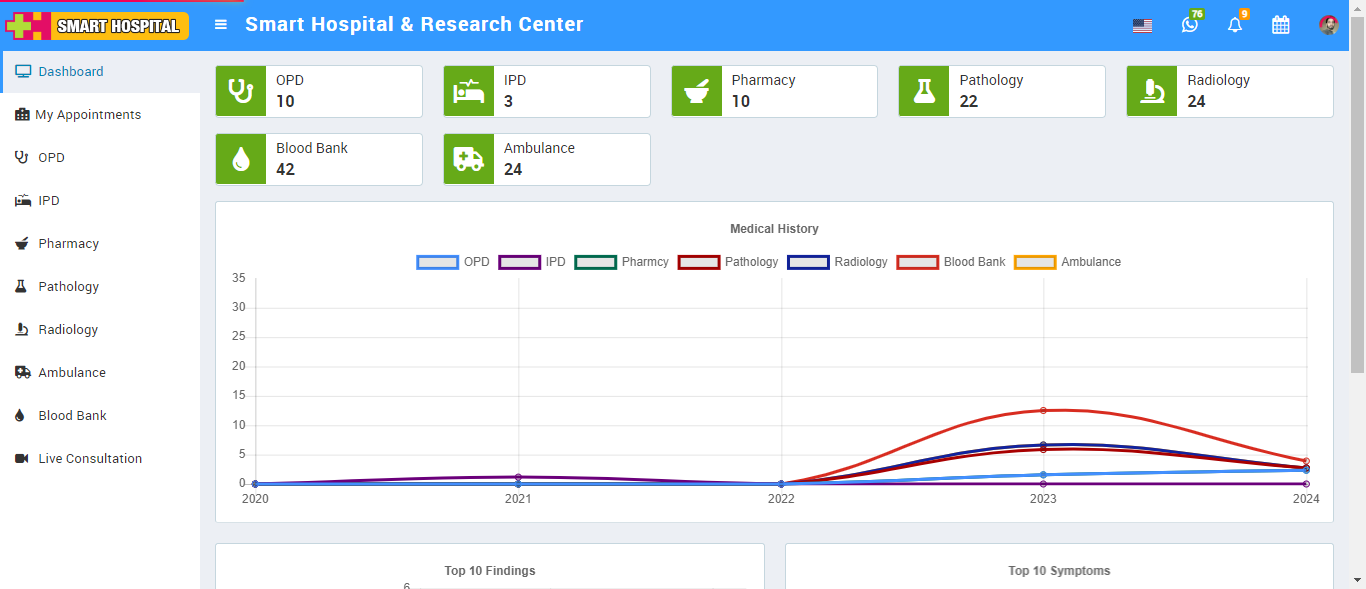 SMART HOSPITAL
Smart Hospital & Research Center
76
9
Dashboard
My Appointments
OPD
IPD
Pharmacy
Pathology
Radiology
Ambulance
Blood Bank
Live Consultation
OPD
10
IPD
3
Pharmacy
10
Pathology
22
Radiology
24
Blood Bank
42
Ambulance
24
Medical History
OPD IPD Pharmcy Pathology Radiology Blood Bank Ambulance
35
30
25
20
15
10
5
0
2020 2021 2022 2023 2024
Top 10 Findings
6
Top 10 Symptoms